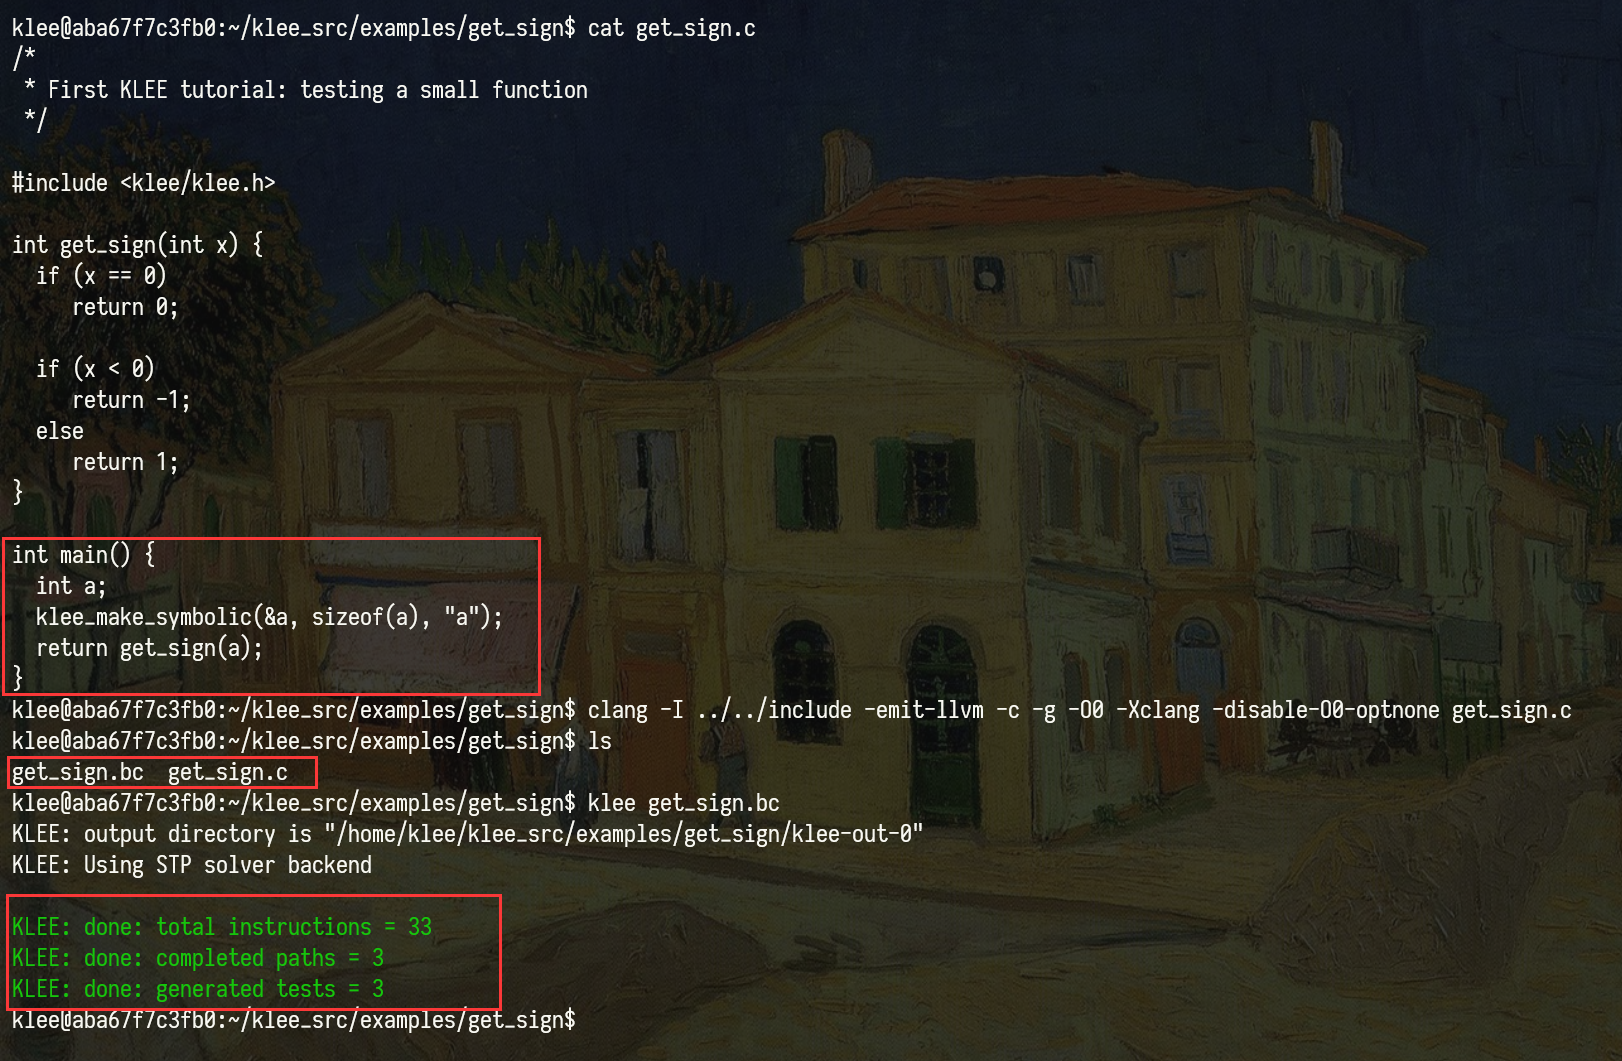 klee@aba67f7c3fb0:~/klee_src/examples/get_sign$ cat get_sign.c
/*
 * First KLEE tutorial: testing a small function
 */
#include <klee/klee.h>
int get_sign(int x) {
  if (x == 0)
     return 0;
  if (x < 0)
     return -1;
  else
     return 1;
}
int main() {
  int a;
  klee_make_symbolic(&a, sizeof(a), "a");
  return get_sign(a);
}
klee@aba67f7c3fb0:~/klee_src/examples/get_sign$ clang -I ../../include -emit-llvm -c -g -O0 -Xclang -disable-O0-optnone get_sign.c
klee@aba67f7c3fb0:~/klee_src/examples/get_sign$ ls
get_sign.bc  get_sign.c
klee@aba67f7c3fb0:~/klee_src/examples/get_sign$ klee get_sign.bc
KLEE: output directory is "/home/klee/klee_src/examples/get_sign/klee-out-0"
KLEE: Using STP solver backend
KLEE: done: total instructions = 33
KLEE: done: completed paths = 3
KLEE: done: generated tests = 3
klee@aba67f7c3fb0:~/klee_src/examples/get_sign$